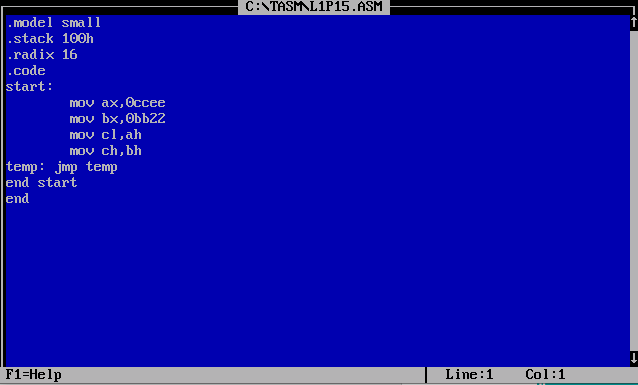 C:\TASM\L1P15.ASM
.model small
.stack 100h
.radix 16
.code
start:
mov ax,0ccee
mov bx,0bb22
mov cl,ah
mov ch,bh
temp: jmp temp
end start
end
F1=Help Line:1 Col:1